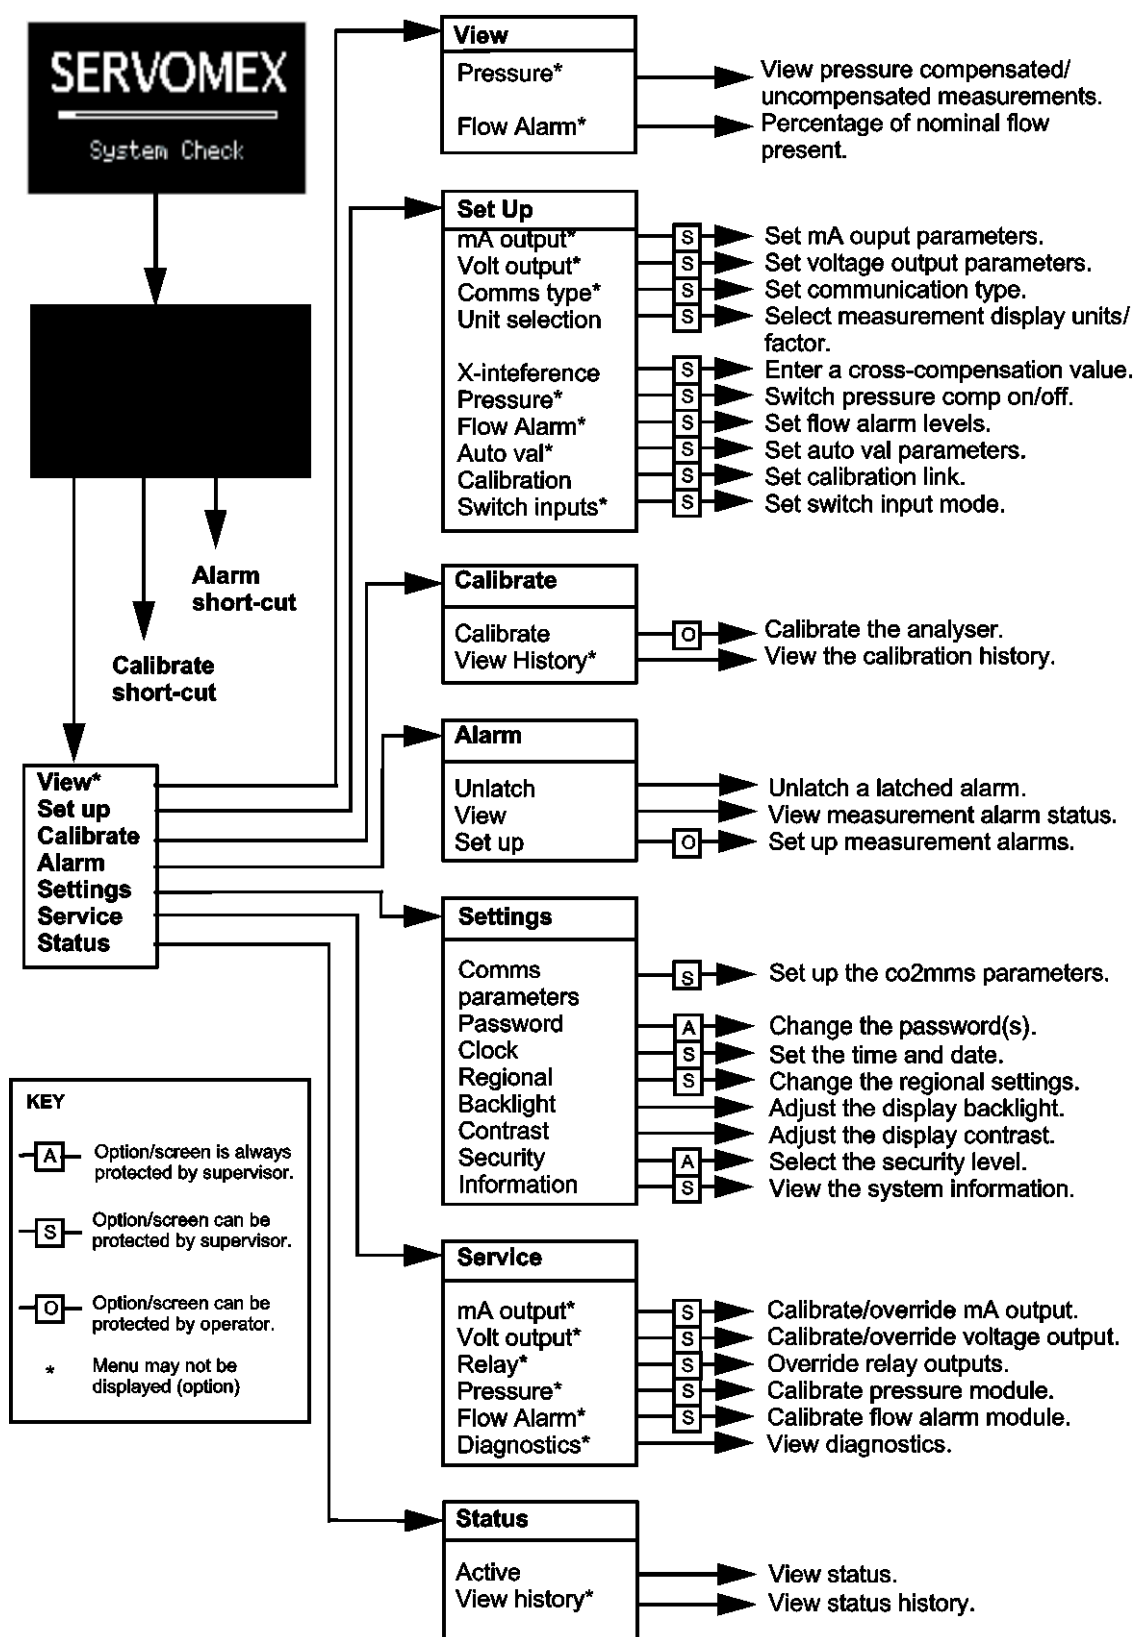 SERVOMEX
System Check
Alarm
short-cut
Calibrate
short-cut
View*
Set up
Calibrate
Alarm
Settings
Service
Status
KEY
A Option/screen is always
protected by supervisor.
S Option/screen can be
protected by supervisor.
O Option/screen can be
protected by operator.
* Menu may not be
displayed (option)
View
Pressure* View pressure compensated/
uncompensated measurements.
Flow Alarm* Percentage of nominal flow
present.
Set Up
mA output* S Set mA ouput parameters.
Volt output* S Set voltage output parameters.
Comms type* S Set communication type.
Unit selection S Select measurement display units/
factor.
X-inteference S Enter a cross-compensation value.
Pressure* S Switch pressure comp on/off.
Flow Alarm* S Set flow alarm levels.
Auto val* S Set auto val parameters.
Calibration S Set calibration link.
Switch inputs* S Set switch input mode.
Calibrate
Calibrate O Calibrate the analyser.
View History* View the calibration history.
Alarm
Unlatch Unlatch a latched alarm.
View View measurement alarm status.
Set up O Set up measurement alarms.
Settings
Comms S Set up the co2mms parameters.
parameters
Password A Change the password(s).
Clock S Set the time and date.
Regional S Change the regional settings.
Backlight Adjust the display backlight.
Contrast Adjust the display contrast.
Security A Select the security level.
Information S View the system information.
Service
mA output* S Calibrate/override mA output.
Volt output* S Calibrate/override voltage output.
Relay* S Override relay outputs.
Pressure* S Calibrate pressure module.
Flow Alarm* S Calibrate flow alarm module.
Diagnostics* View diagnostics.
Status
Active View status.
View history* View status history.